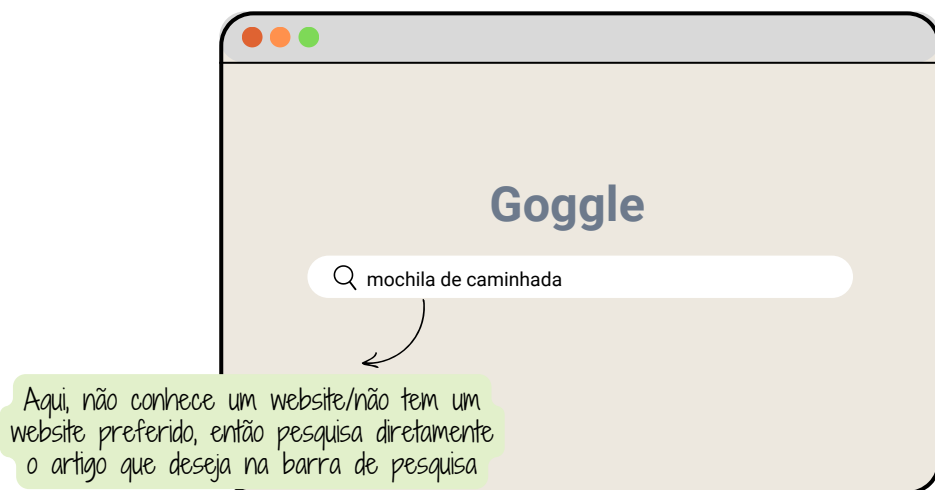 Goggle
mochila de caminhada
Aqui, não conhece um website/não tem um
website preferido, então pesquisa diretamente
o artigo que deseja na barra de pesquisa